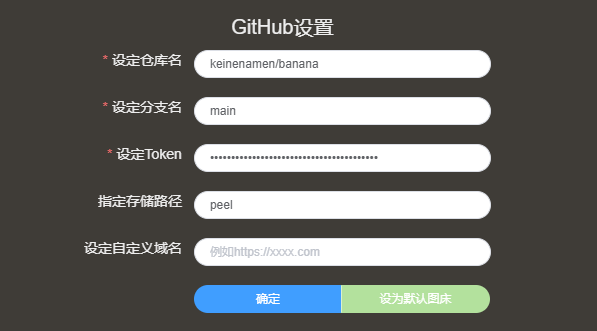 GitHub设置
* 设定仓库名 keinenamen/banana
* 设定分支名 main
* 设定Token ••••••••••••••••••••••••••••••••••••••••
指定存储路径 peel
设定自定义域名 例如https://xxxx.com
确定 设为默认图床